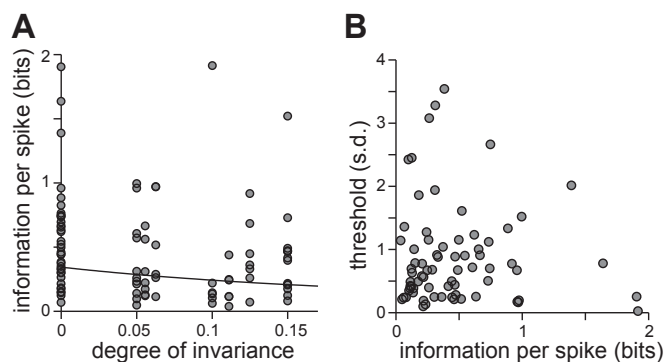 A
B
information per spike (bits)
2
1
0
0
0.05
0.1
0.15
degree of invariance
threshold (s.d.)
4
3
2
1
0
0
1
2
information per spike (bits)